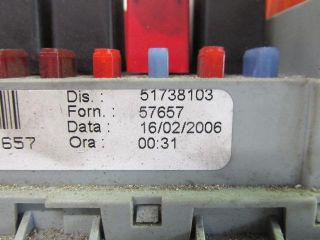 Dis. : 51738103
Forn. : 57657
Data : 16/02/2006
Ora : 00:31
657